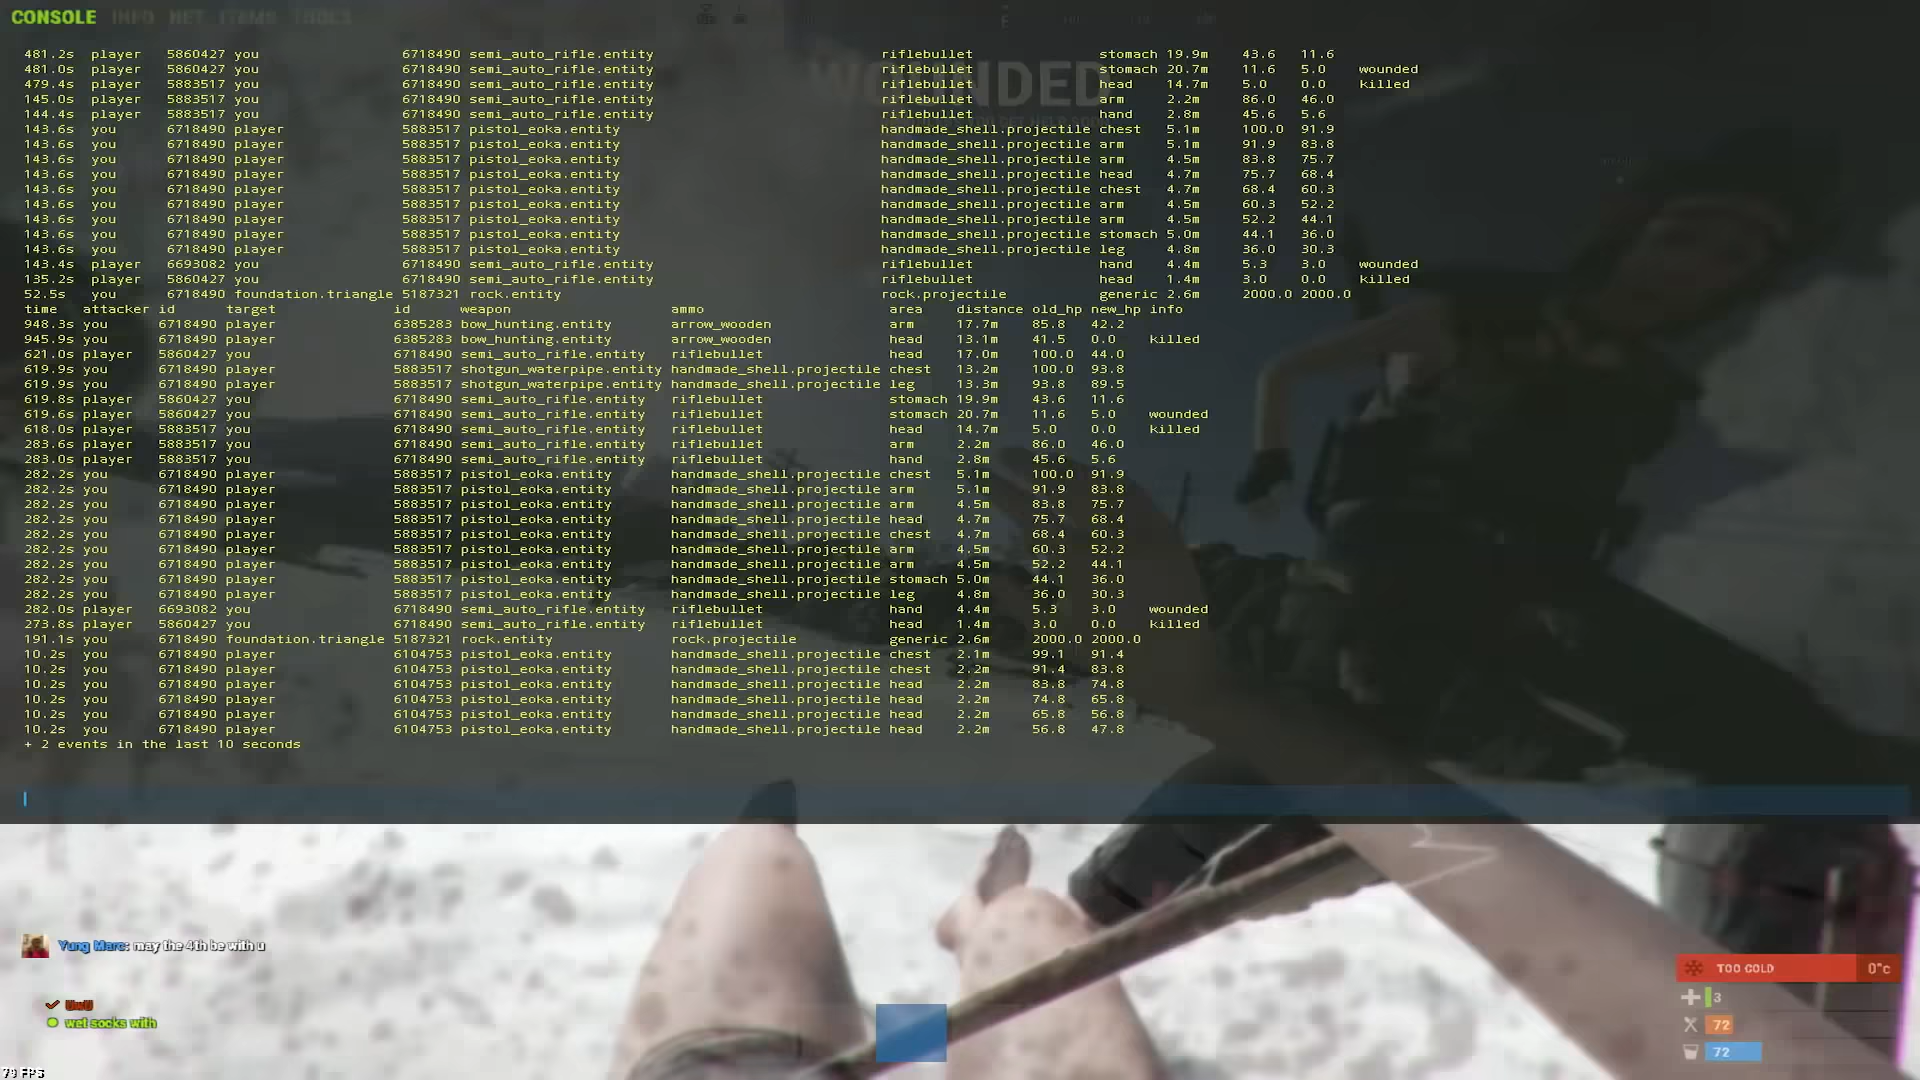 CONSOLE INFO NET ITEMS TOOLS
481.2s player 5860427 you 6718490 semi_auto_rifle.entity riflebullet stomach 19.9m 43.6 11.6
481.0s player 5860427 you 6718490 semi_auto_rifle.entity riflebullet stomach 20.7m 11.6 5.0 wounded
479.4s player 5883517 you 6718490 semi_auto_rifle.entity riflebullet head 14.7m 5.0 0.0 killed
145.0s player 5883517 you 6718490 semi_auto_rifle.entity riflebullet arm 2.2m 86.0 46.0
144.4s player 5883517 you 6718490 semi_auto_rifle.entity riflebullet hand 2.8m 45.6 5.6
143.6s you 6718490 player 5883517 pistol_eoka.entity handmade_shell.projectile chest 5.1m 100.0 91.9
143.6s you 6718490 player 5883517 pistol_eoka.entity handmade_shell.projectile arm 5.1m 91.9 83.8
143.6s you 6718490 player 5883517 pistol_eoka.entity handmade_shell.projectile arm 4.5m 83.8 75.7
143.6s you 6718490 player 5883517 pistol_eoka.entity handmade_shell.projectile head 4.7m 75.7 68.4
143.6s you 6718490 player 5883517 pistol_eoka.entity handmade_shell.projectile chest 4.7m 68.4 60.3
143.6s you 6718490 player 5883517 pistol_eoka.entity handmade_shell.projectile arm 4.5m 60.3 52.2
143.6s you 6718490 player 5883517 pistol_eoka.entity handmade_shell.projectile arm 4.5m 52.2 44.1
143.6s you 6718490 player 5883517 pistol_eoka.entity handmade_shell.projectile stomach 5.0m 44.1 36.0
143.6s you 6718490 player 5883517 pistol_eoka.entity handmade_shell.projectile leg 4.8m 36.0 30.3
143.4s player 6693082 you 6718490 semi_auto_rifle.entity riflebullet hand 4.4m 5.3 3.0 wounded
135.2s player 5860427 you 6718490 semi_auto_rifle.entity riflebullet head 1.4m 3.0 0.0 killed
52.5s you 6718490 foundation.triangle 5187321 rock.entity rock.projectile generic 2.6m 2000.0 2000.0
time attacker id target id weapon ammo area distance old_hp new_hp info
948.3s you 6718490 player 6385283 bow_hunting.entity arrow_wooden arm 17.7m 85.8 42.2
945.9s you 6718490 player 6385283 bow_hunting.entity arrow_wooden head 13.1m 41.5 0.0 killed
621.0s player 5860427 you 6718490 semi_auto_rifle.entity riflebullet head 17.0m 100.0 44.0
619.9s you 6718490 player 5883517 shotgun_waterpipe.entity handmade_shell.projectile chest 13.2m 100.0 93.8
619.9s you 6718490 player 5883517 shotgun_waterpipe.entity handmade_shell.projectile leg 13.3m 93.8 89.5
619.8s player 5860427 you 6718490 semi_auto_rifle.entity riflebullet stomach 19.9m 43.6 11.6
619.6s player 5860427 you 6718490 semi_auto_rifle.entity riflebullet stomach 20.7m 11.6 5.0 wounded
618.0s player 5883517 you 6718490 semi_auto_rifle.entity riflebullet head 14.7m 5.0 0.0 killed
283.6s player 5883517 you 6718490 semi_auto_rifle.entity riflebullet arm 2.2m 86.0 46.0
283.0s player 5883517 you 6718490 semi_auto_rifle.entity riflebullet hand 2.8m 45.6 5.6
282.2s you 6718490 player 5883517 pistol_eoka.entity handmade_shell.projectile chest 5.1m 100.0 91.9
282.2s you 6718490 player 5883517 pistol_eoka.entity handmade_shell.projectile arm 5.1m 91.9 83.8
282.2s you 6718490 player 5883517 pistol_eoka.entity handmade_shell.projectile arm 4.5m 83.8 75.7
282.2s you 6718490 player 5883517 pistol_eoka.entity handmade_shell.projectile head 4.7m 75.7 68.4
282.2s you 6718490 player 5883517 pistol_eoka.entity handmade_shell.projectile chest 4.7m 68.4 60.3
282.2s you 6718490 player 5883517 pistol_eoka.entity handmade_shell.projectile arm 4.5m 60.3 52.2
282.2s you 6718490 player 5883517 pistol_eoka.entity handmade_shell.projectile arm 4.5m 52.2 44.1
282.2s you 6718490 player 5883517 pistol_eoka.entity handmade_shell.projectile stomach 5.0m 44.1 36.0
282.2s you 6718490 player 5883517 pistol_eoka.entity handmade_shell.projectile leg 4.8m 36.0 30.3
282.0s player 6693082 you 6718490 semi_auto_rifle.entity riflebullet hand 4.4m 5.3 3.0 wounded
273.8s player 5860427 you 6718490 semi_auto_rifle.entity riflebullet head 1.4m 3.0 0.0 killed
191.1s you 6718490 foundation.triangle 5187321 rock.entity rock.projectile generic 2.6m 2000.0 2000.0
10.2s you 6718490 player 6104753 pistol_eoka.entity handmade_shell.projectile chest 2.1m 99.1 91.4
10.2s you 6718490 player 6104753 pistol_eoka.entity handmade_shell.projectile chest 2.2m 91.4 83.8
10.2s you 6718490 player 6104753 pistol_eoka.entity handmade_shell.projectile head 2.2m 83.8 74.8
10.2s you 6718490 player 6104753 pistol_eoka.entity handmade_shell.projectile head 2.2m 74.8 65.8
10.2s you 6718490 player 6104753 pistol_eoka.entity handmade_shell.projectile head 2.2m 65.8 56.8
10.2s you 6718490 player 6104753 pistol_eoka.entity handmade_shell.projectile head 2.2m 56.8 47.8
+ 2 events in the last 10 seconds
WOUNDED
Yung Marc: may the 4th be with u
UwU
wet socks with
TOO COLD 0°c
3
72
72
79 FPS